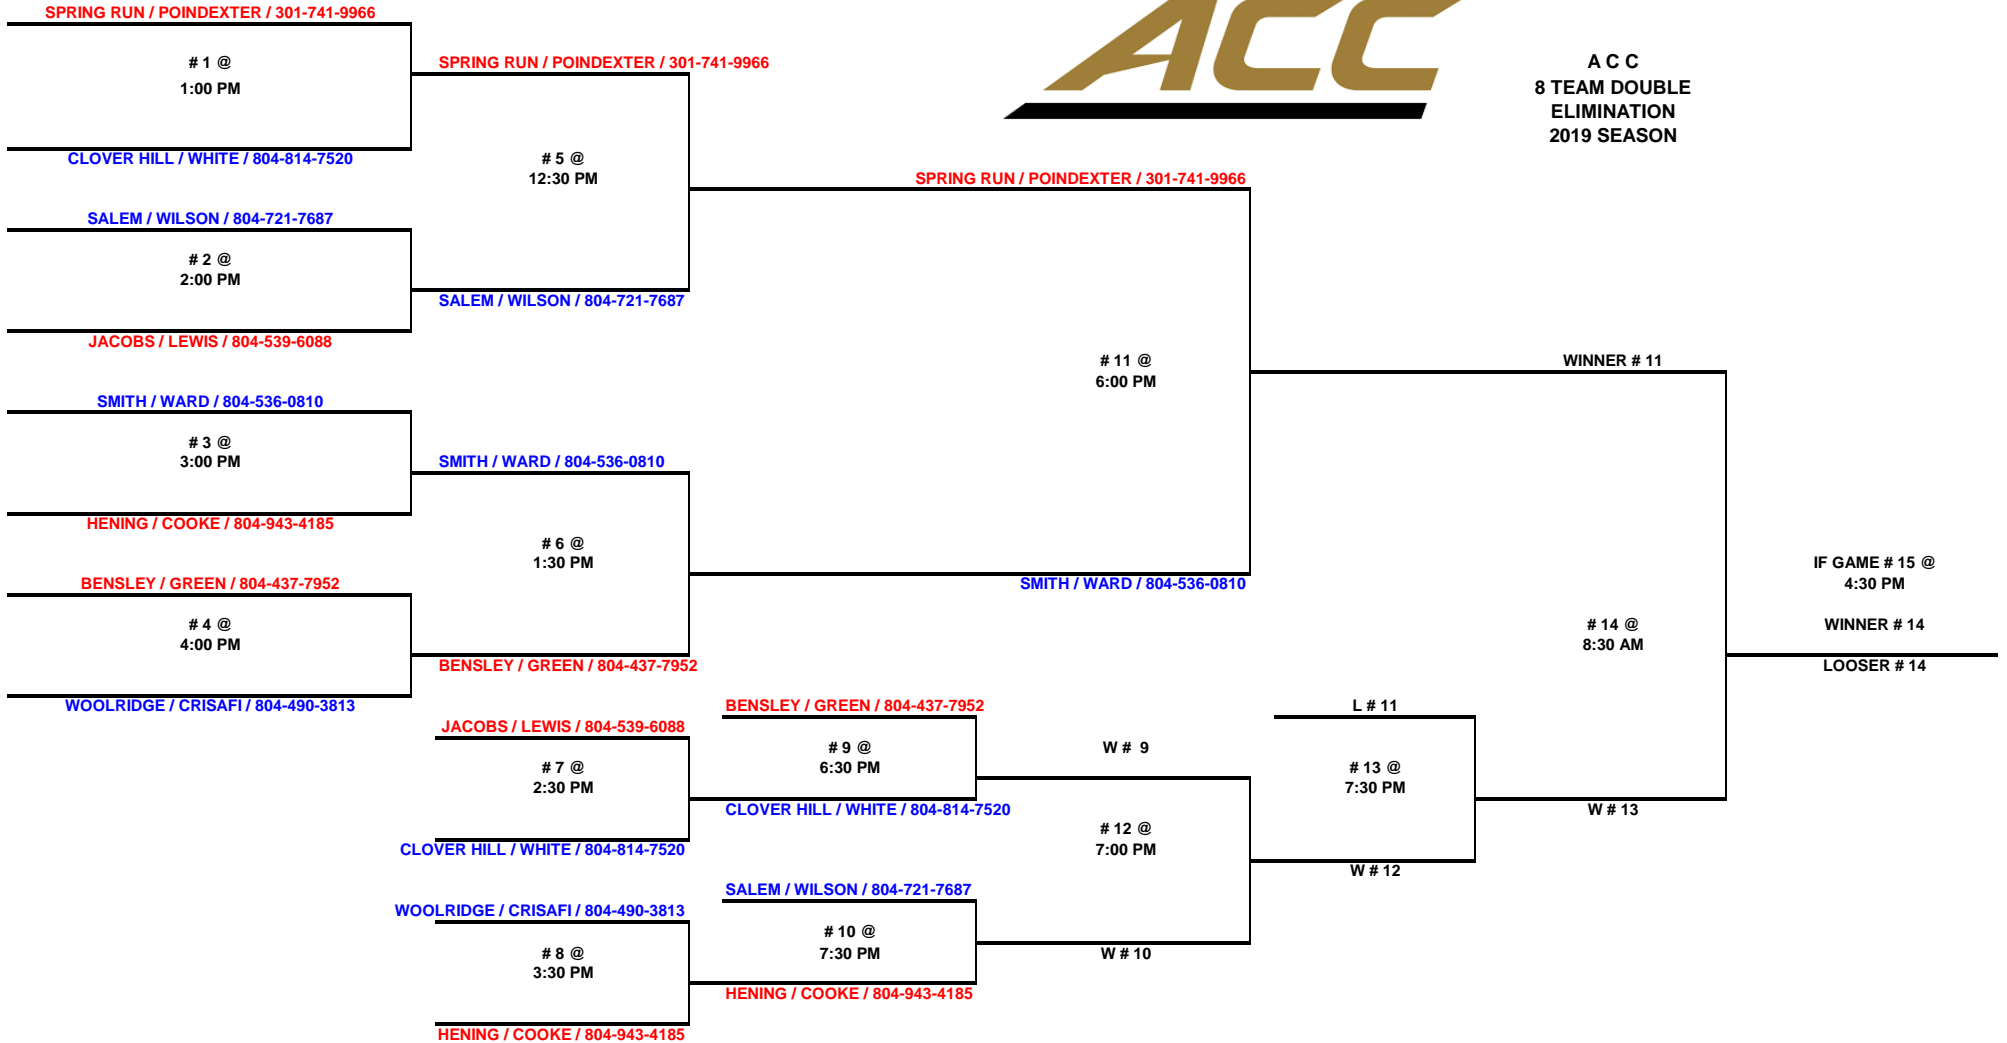 SPRING RUN / POINDEXTER / 301-741-9966
# 1 @
1:00 PM
CLOVER HILL / WHITE / 804-814-7520
SALEM / WILSON / 804-721-7687
# 2 @
2:00 PM
JACOBS / LEWIS / 804-539-6088
SMITH / WARD / 804-536-0810
# 3 @
3:00 PM
HENING / COOKE / 804-943-4185
BENSLEY / GREEN / 804-437-7952
# 4 @
4:00 PM
WOOLRIDGE / CRISAFI / 804-490-3813
SPRING RUN / POINDEXTER / 301-741-9966
# 5 @
12:30 PM
SALEM / WILSON / 804-721-7687
SMITH / WARD / 804-536-0810
# 6 @
1:30 PM
BENSLEY / GREEN / 804-437-7952
JACOBS / LEWIS / 804-539-6088
# 7 @
2:30 PM
CLOVER HILL / WHITE / 804-814-7520
WOOLRIDGE / CRISAFI / 804-490-3813
# 8 @
3:30 PM
HENING / COOKE / 804-943-4185
BENSLEY / GREEN / 804-437-7952
# 9 @
6:30 PM
CLOVER HILL / WHITE / 804-814-7520
SALEM / WILSON / 804-721-7687
# 10 @
7:30 PM
HENING / COOKE / 804-943-4185
ACC
SPRING RUN / POINDEXTER / 301-741-9966
# 11 @
6:00 PM
SMITH / WARD / 804-536-0810
W # 9
# 12 @
7:00 PM
W # 10
L # 11
# 13 @
7:30 PM
W # 12
A C C
8 TEAM DOUBLE
ELIMINATION
2019 SEASON
WINNER # 11
# 14 @
8:30 AM
W # 13
IF GAME # 15 @
4:30 PM
WINNER # 14
LOOSER # 14